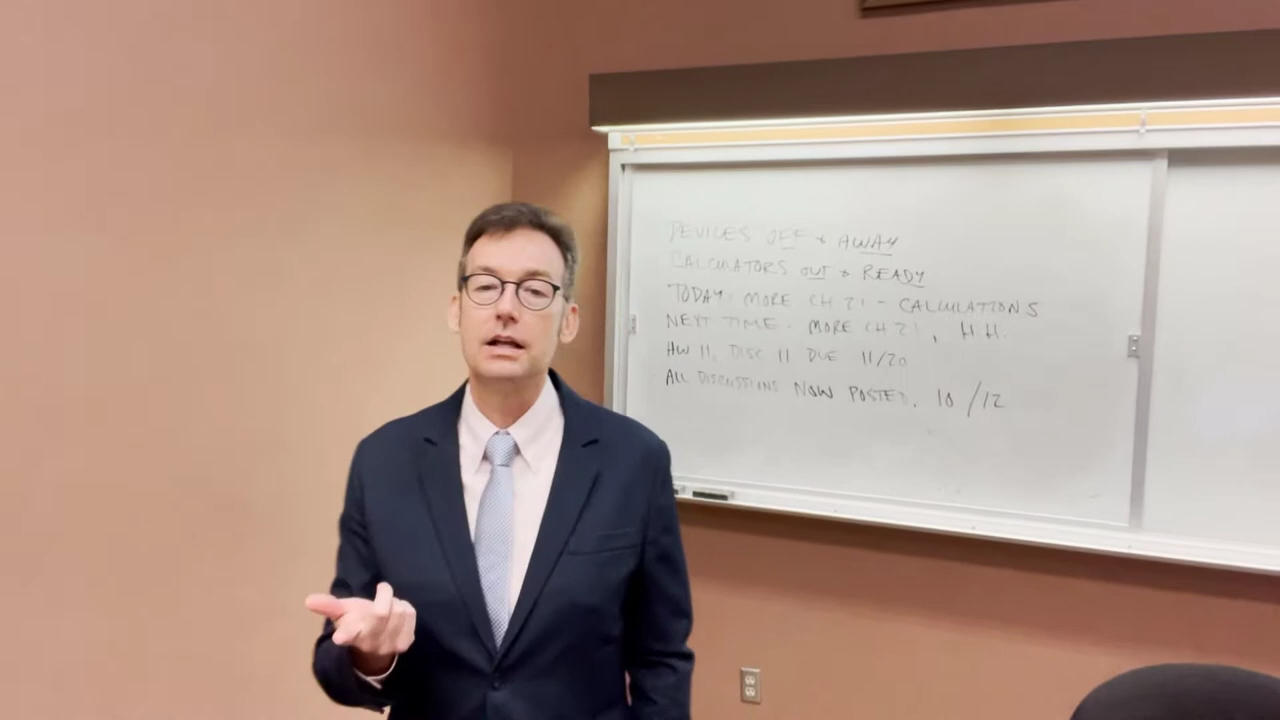 DEVICES OFF & AWAY
CALCULATORS OUT & READY
TODAY: MORE CH 21 - CALCULATIONS
NEXT TIME: MORE CH 21, HH.
HW 11, DISC 11 DUE 11/20
ALL DISCUSSIONS NOW POSTED. 10/12